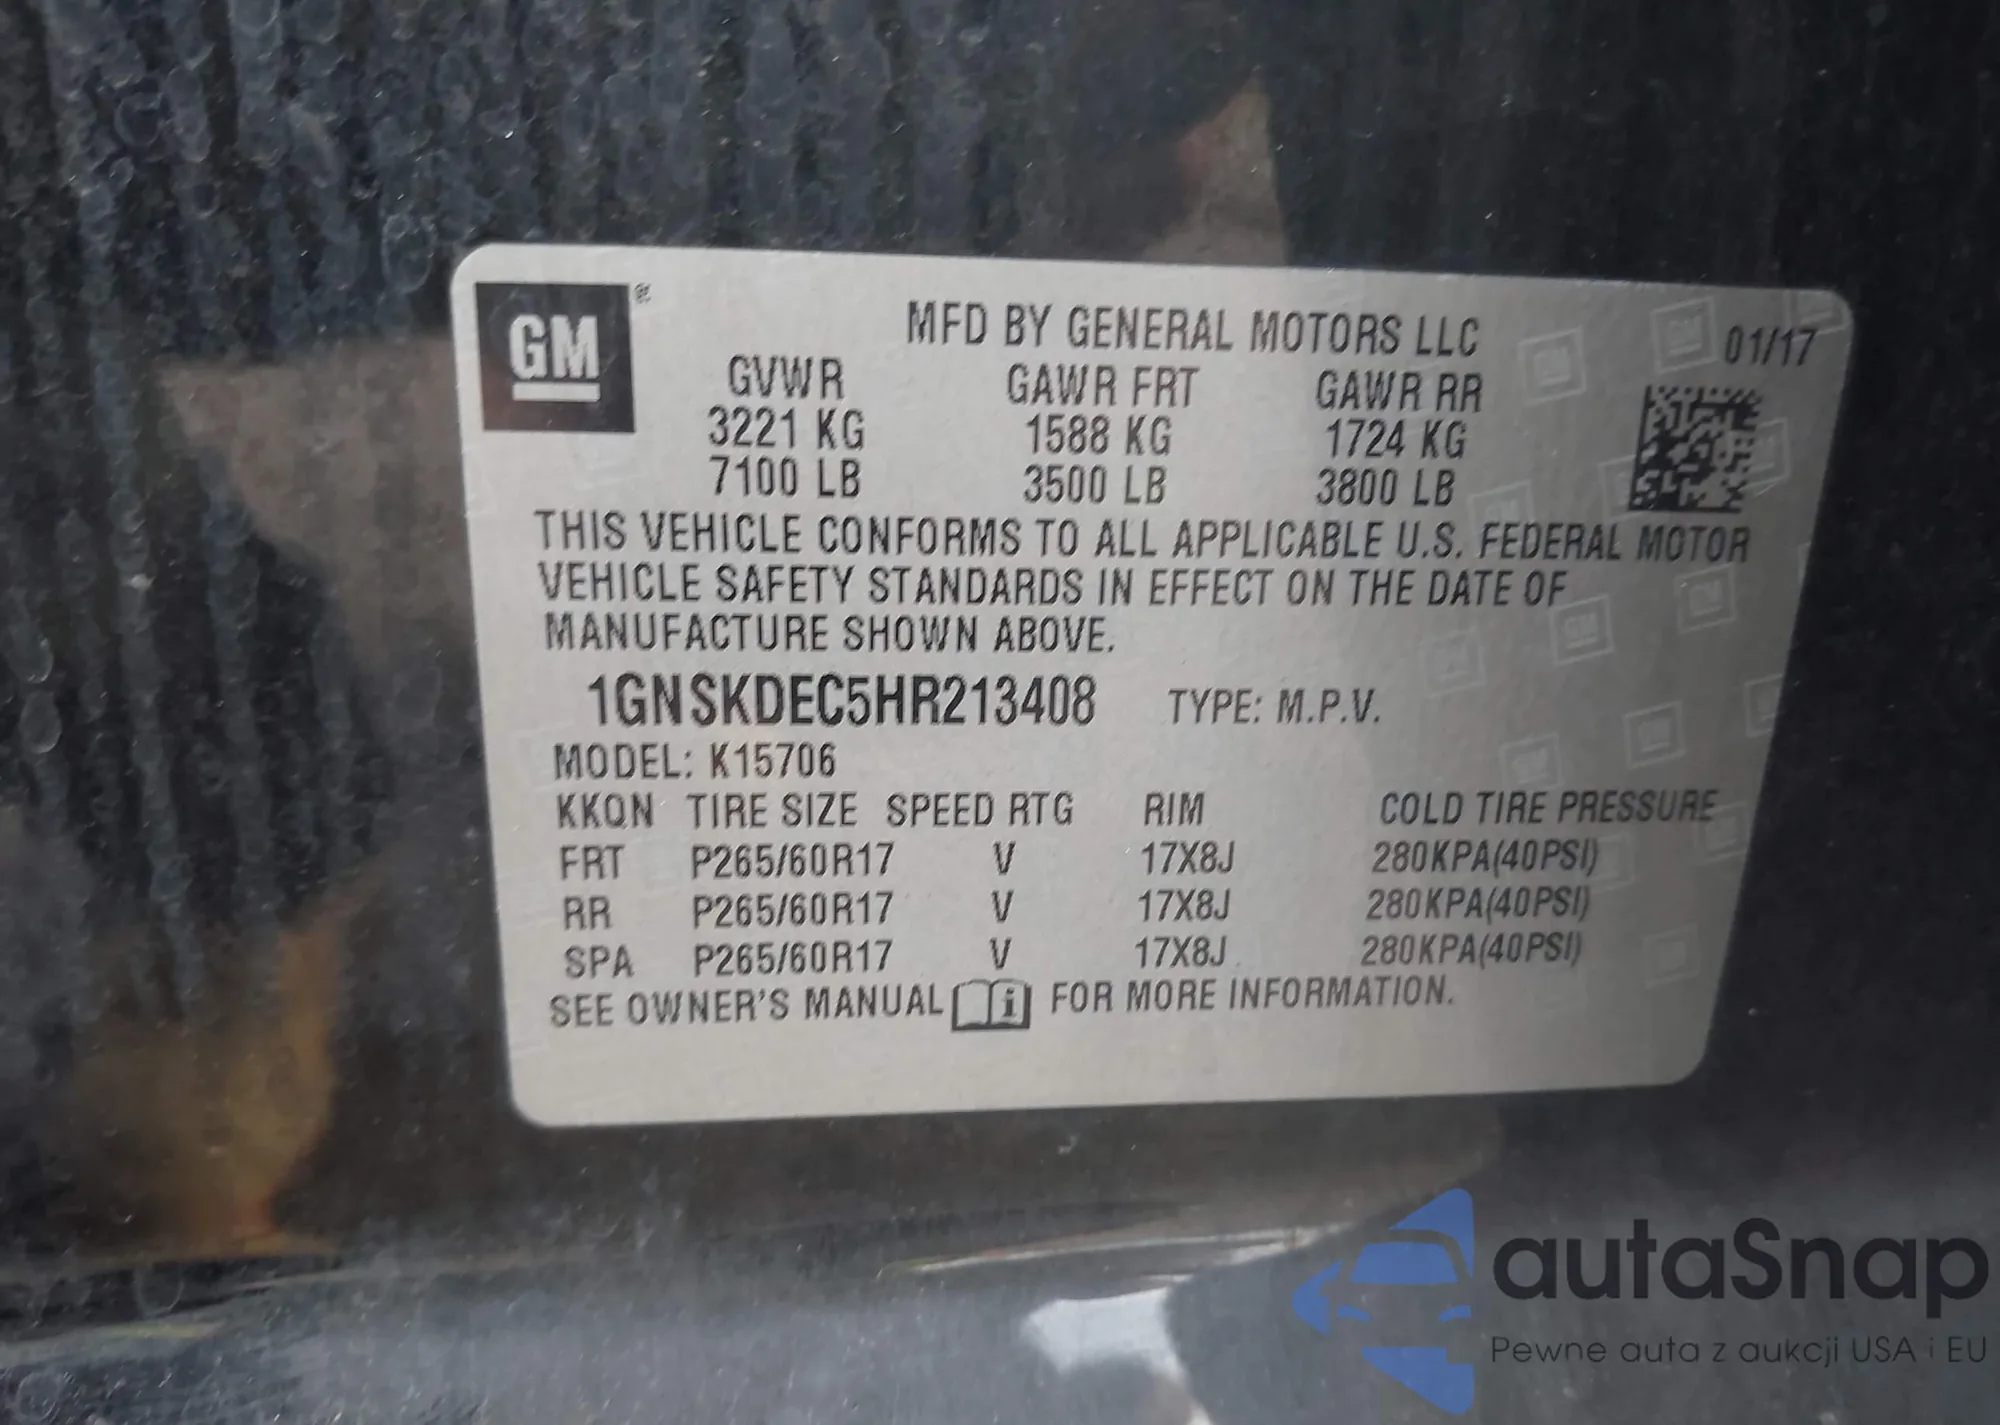 GM ®
MFD BY GENERAL MOTORS LLC
01/17
GVWR GAWR FRT GAWR RR
3221 KG 1588 KG 1724 KG
7100 LB 3500 LB 3800 LB
THIS VEHICLE CONFORMS TO ALL APPLICABLE U.S. FEDERAL MOTOR
VEHICLE SAFETY STANDARDS IN EFFECT ON THE DATE OF
MANUFACTURE SHOWN ABOVE.
1GNSKDEC5HR213408 TYPE: M.P.V.
MODEL: K15706
KKQN TIRE SIZE SPEED RTG RIM COLD TIRE PRESSURE
FRT P265/60R17 V 17X8J 280KPA(40PSI)
RR P265/60R17 V 17X8J 280KPA(40PSI)
SPA P265/60R17 V 17X8J 280KPA(40PSI)
SEE OWNER'S MANUAL i FOR MORE INFORMATION.
autaSnap
Pewne auta z aukcji USA i EU